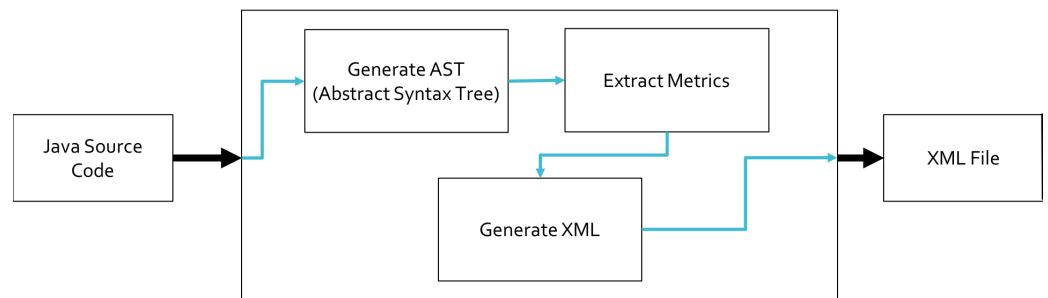 Java Source
Code
Generate AST
(Abstract Syntax Tree)
Extract Metrics
Generate XML
XML File